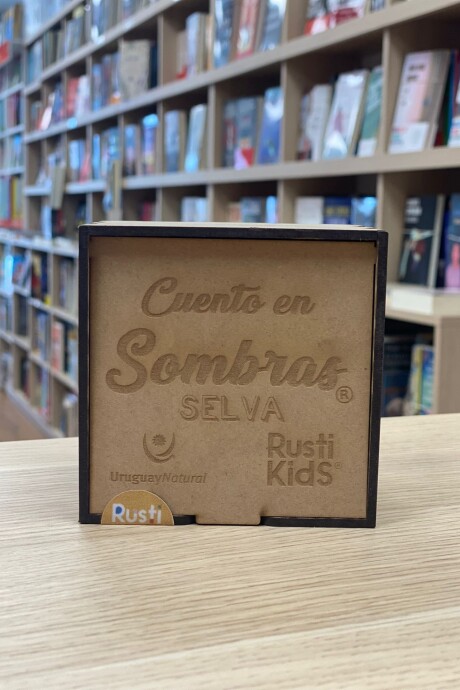 Cuento en
Sombras®
SELVA
UruguayNatural
Rusti
Kids®
Rusti